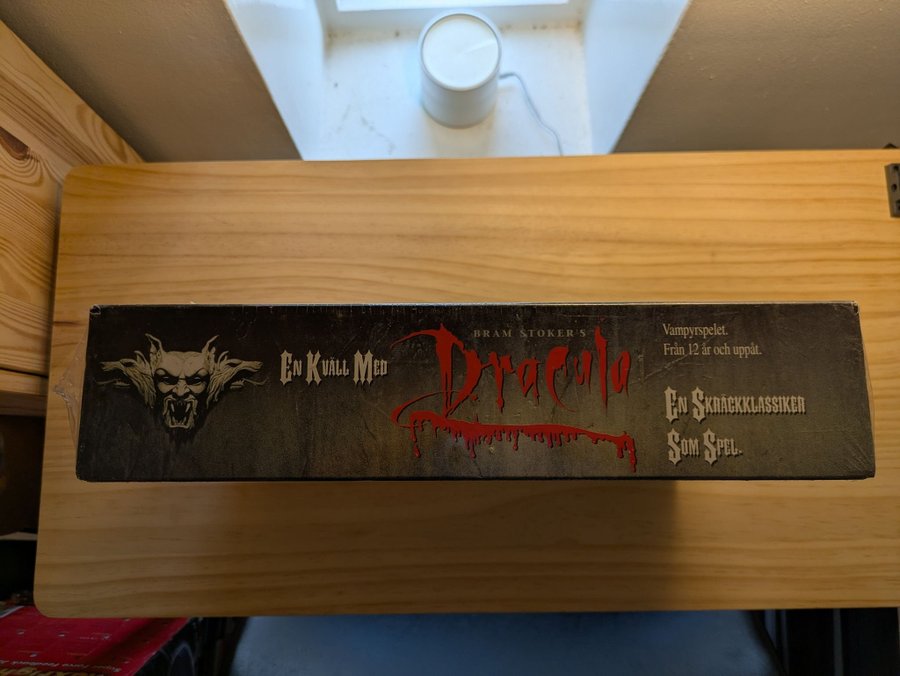 En Kväll Med
BRAM STOKER'S
Dracula
Vampyrspelet.
Från 12 år och uppåt.
En Skräckklassiker
Som Spel.